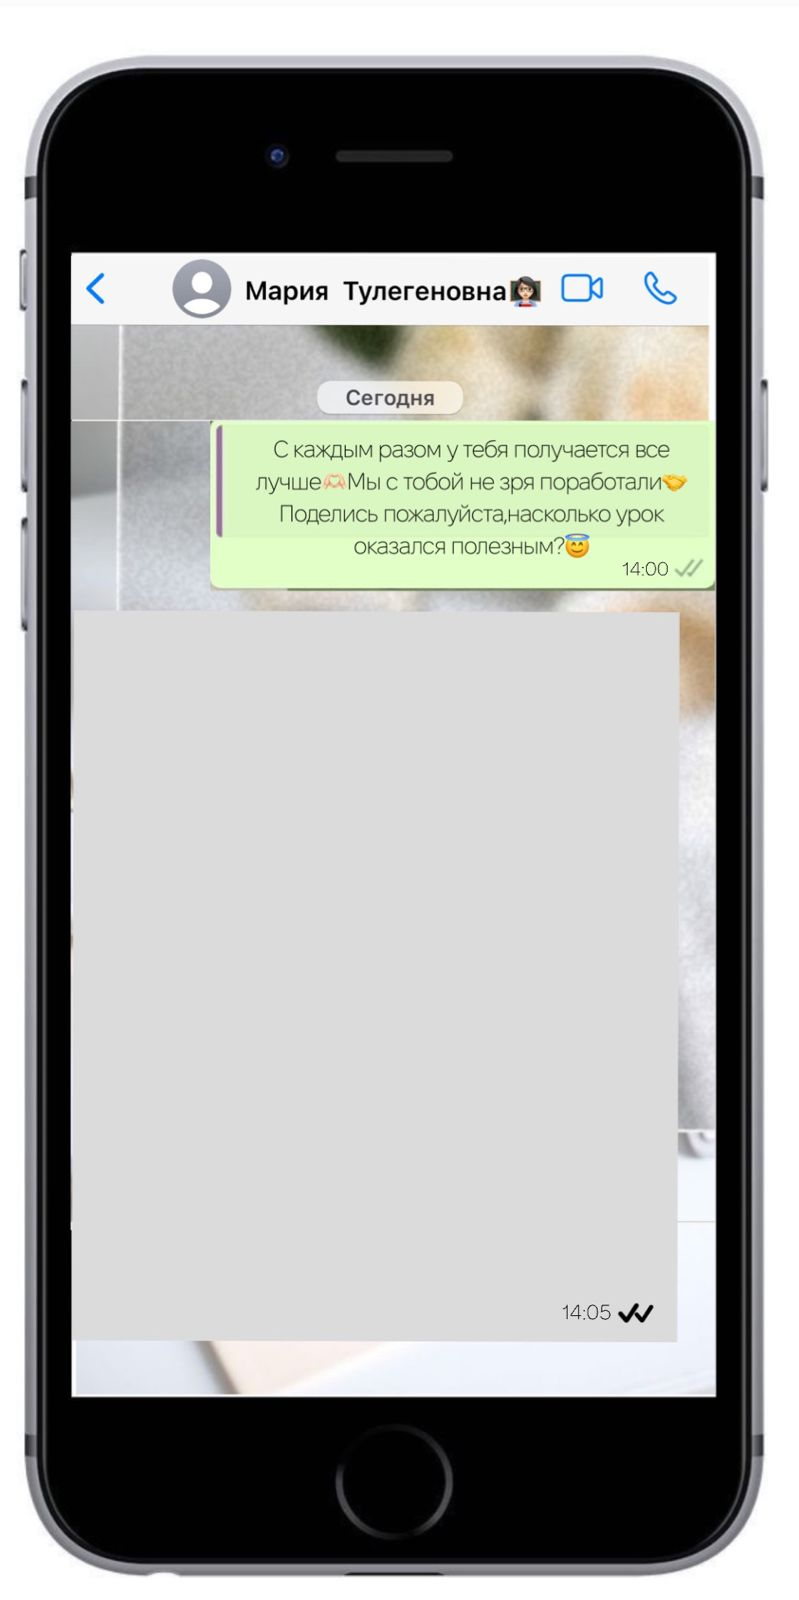 Мария Тулегеновна👩🏻‍🏫
Сегодня
С каждым разом у тебя получается все
лучше🫶🏻Мы с тобой не зря поработали🤝
Поделись пожалуйста,насколько урок
оказался полезным?😇
14:00
14:05